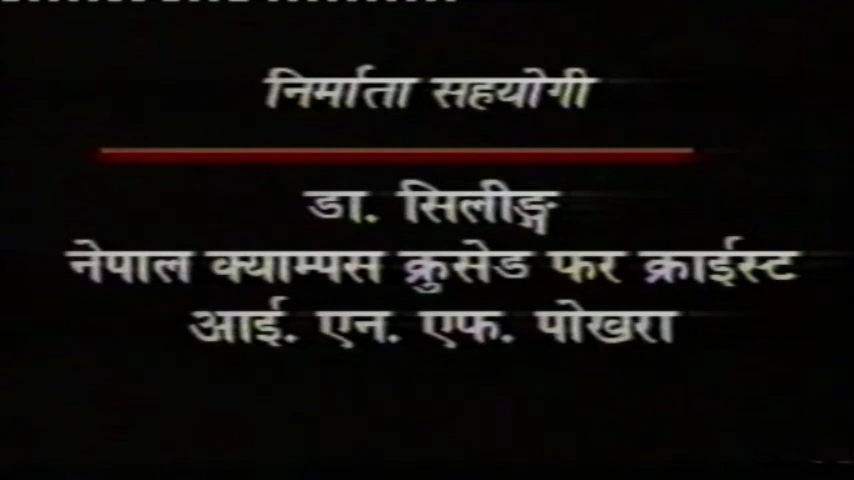 निर्माता सहयोगी
डा. सिलीङ्ग
नेपाल क्याम्पस क्रुसेड फर क्राईस्ट
आई. एन. एफ. पोखरा